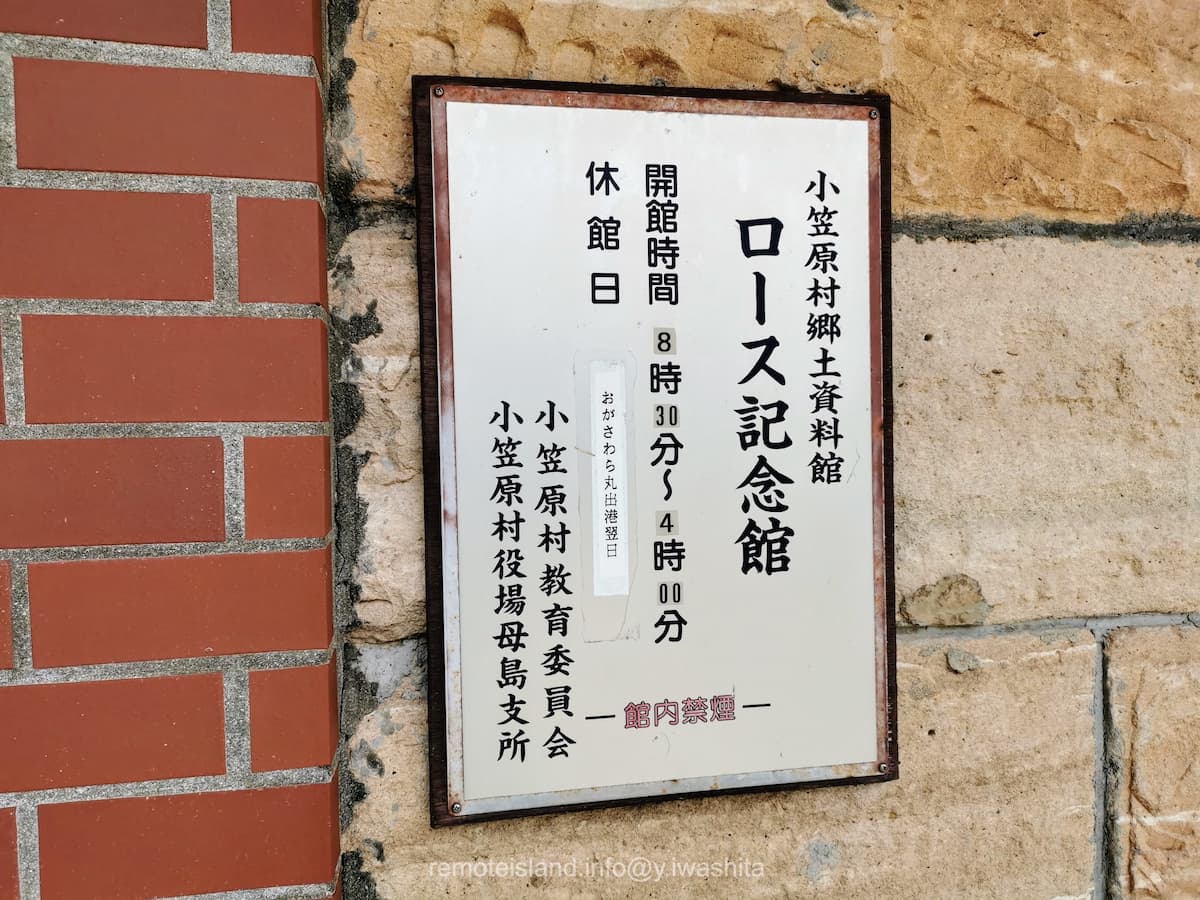 小笠原村郷土資料館
ロース記念館
開館時間 8時30分〜4時00分
休館日 おがさわら丸出港翌日
小笠原村教育委員会
小笠原村役場母島支所
—館内禁煙—
remoteisland.info@y.iwashita